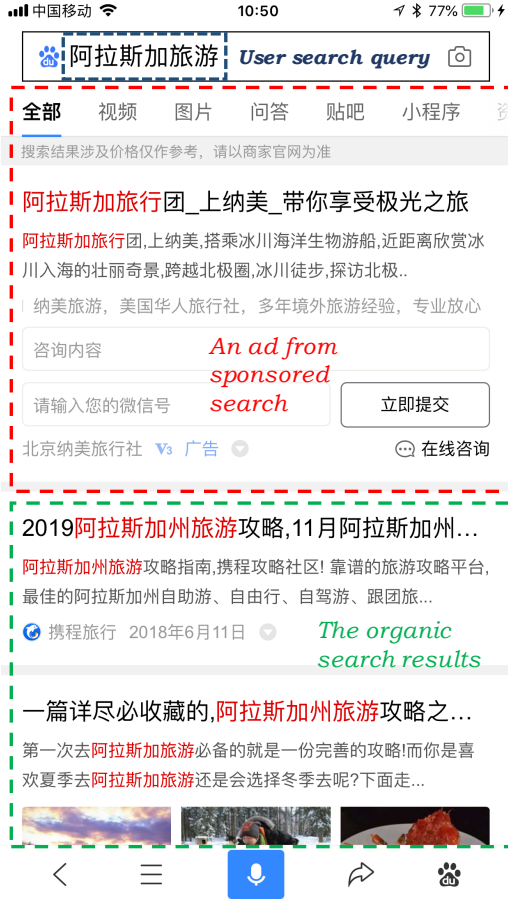 中国移动 10:50 77%
阿拉斯加旅游 User search query
全部 视频 图片 问答 贴吧 小程序
搜索结果涉及价格仅作参考，请以商家官网为准
阿拉斯加旅行团_上纳美_带你享受极光之旅
阿拉斯加旅行团,上纳美,搭乘冰川海洋生物游船,近距离欣赏冰
川入海的壮丽奇景,跨越北极圈,冰川徒步,探访北极..
纳美旅游，美国华人旅行社，多年境外旅游经验，专业放心
咨询内容
An ad from
sponsored
search
请输入您的微信号 立即提交
北京纳美旅行社 V3 广告 在线咨询
2019阿拉斯加州旅游攻略,11月阿拉斯加州...
阿拉斯加州旅游攻略指南,携程攻略社区! 靠谱的旅游攻略平台,
最佳的阿拉斯加州自助游、自由行、自驾游、跟团旅...
携程旅行 2018年6月11日
The organic
search results
一篇详尽必收藏的,阿拉斯加州旅游攻略之...
第一次去阿拉斯加旅游必备的就是一份完善的攻略!而你是喜
欢夏季去阿拉斯加旅游还是会选择冬季去呢?下面走...
du